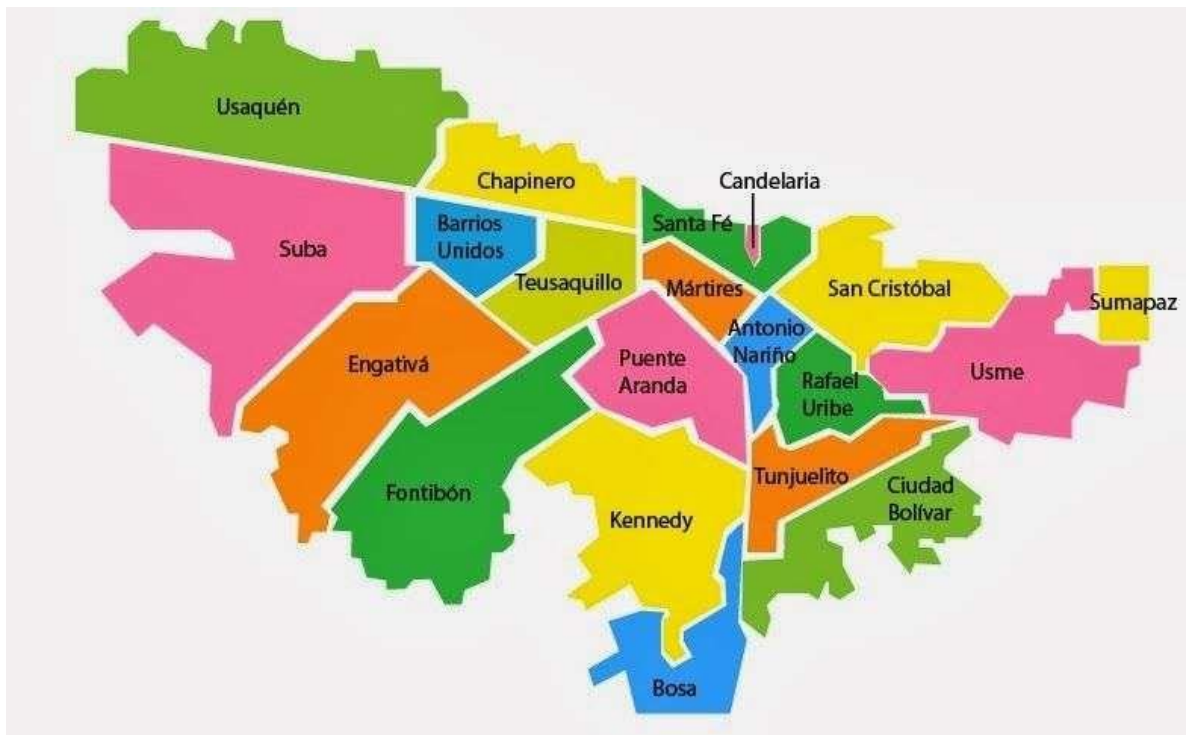 Usaquén
Chapinero
Candelaria
Santa Fé
Barrios
Unidos
Suba
Teusaquillo
Mártires
San Cristóbal
Sumapaz
Antonio
Nariño
Engativá
Puente
Aranda
Rafael
Uribe
Usme
Tunjuelito
Fontibón
Ciudad
Bolívar
Kennedy
Bosa